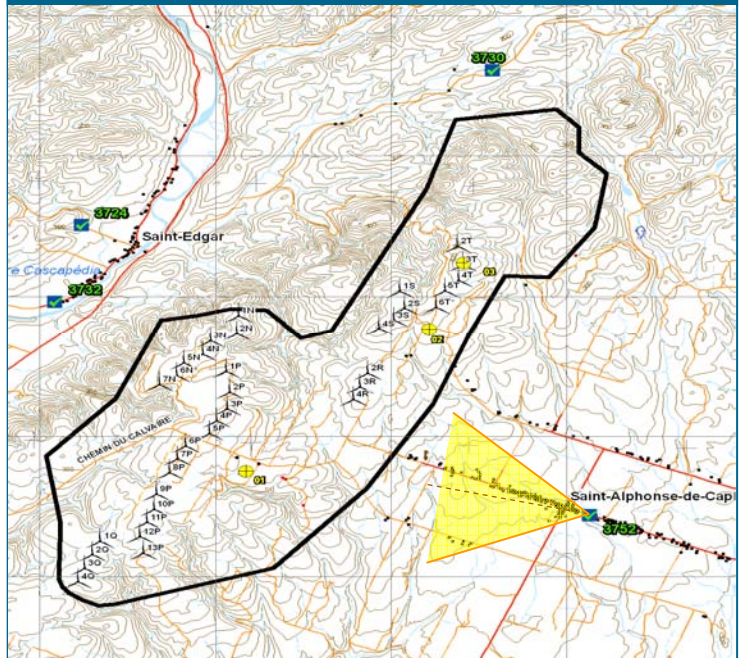 3730
3724
Saint-Edgar
re Cascapédia
3732
2T
3T
03
4T
5T
6T
1S
2S
3S
4S
02
1N
2N
3N
4N
5N
6N
7N
1P
2P
3P
4P
5P
2R
3R
4R
CHEMIN DU CALVAIRE
6P
7P
8P
01
9P
10P
11P
12P
13P
1Q
2Q
3Q
4Q
Saint-Alphonse-de-Capl
3752